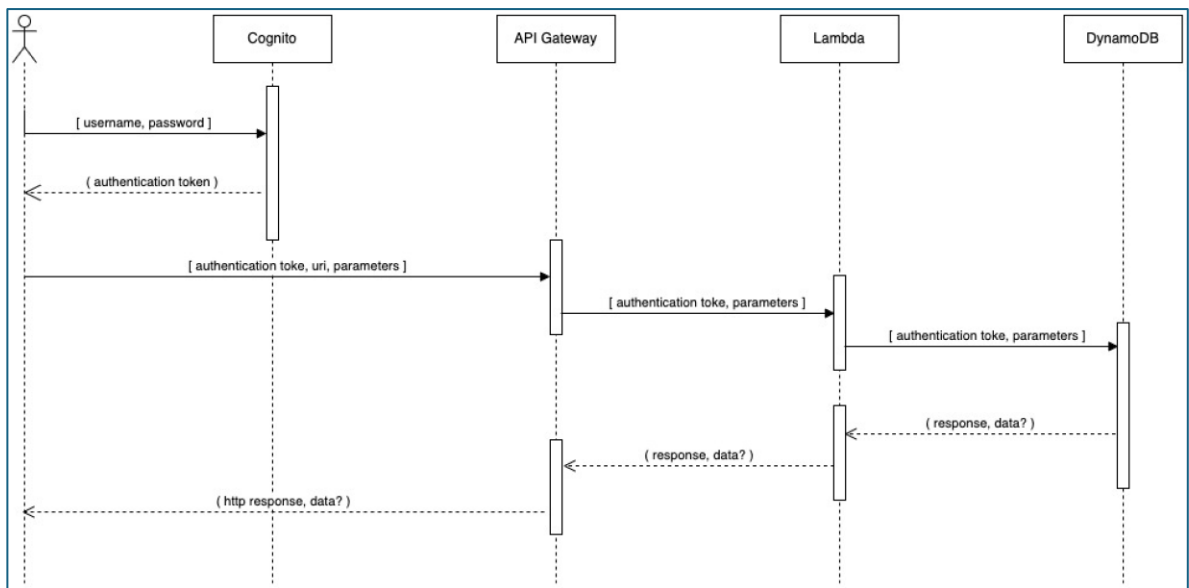 Cognito
API Gateway
Lambda
DynamoDB
[ username, password ]
( authentication token )
[ authentication toke, uri, parameters ]
[ authentication toke, parameters ]
[ authentication toke, parameters ]
( response, data? )
( response, data? )
( http response, data? )